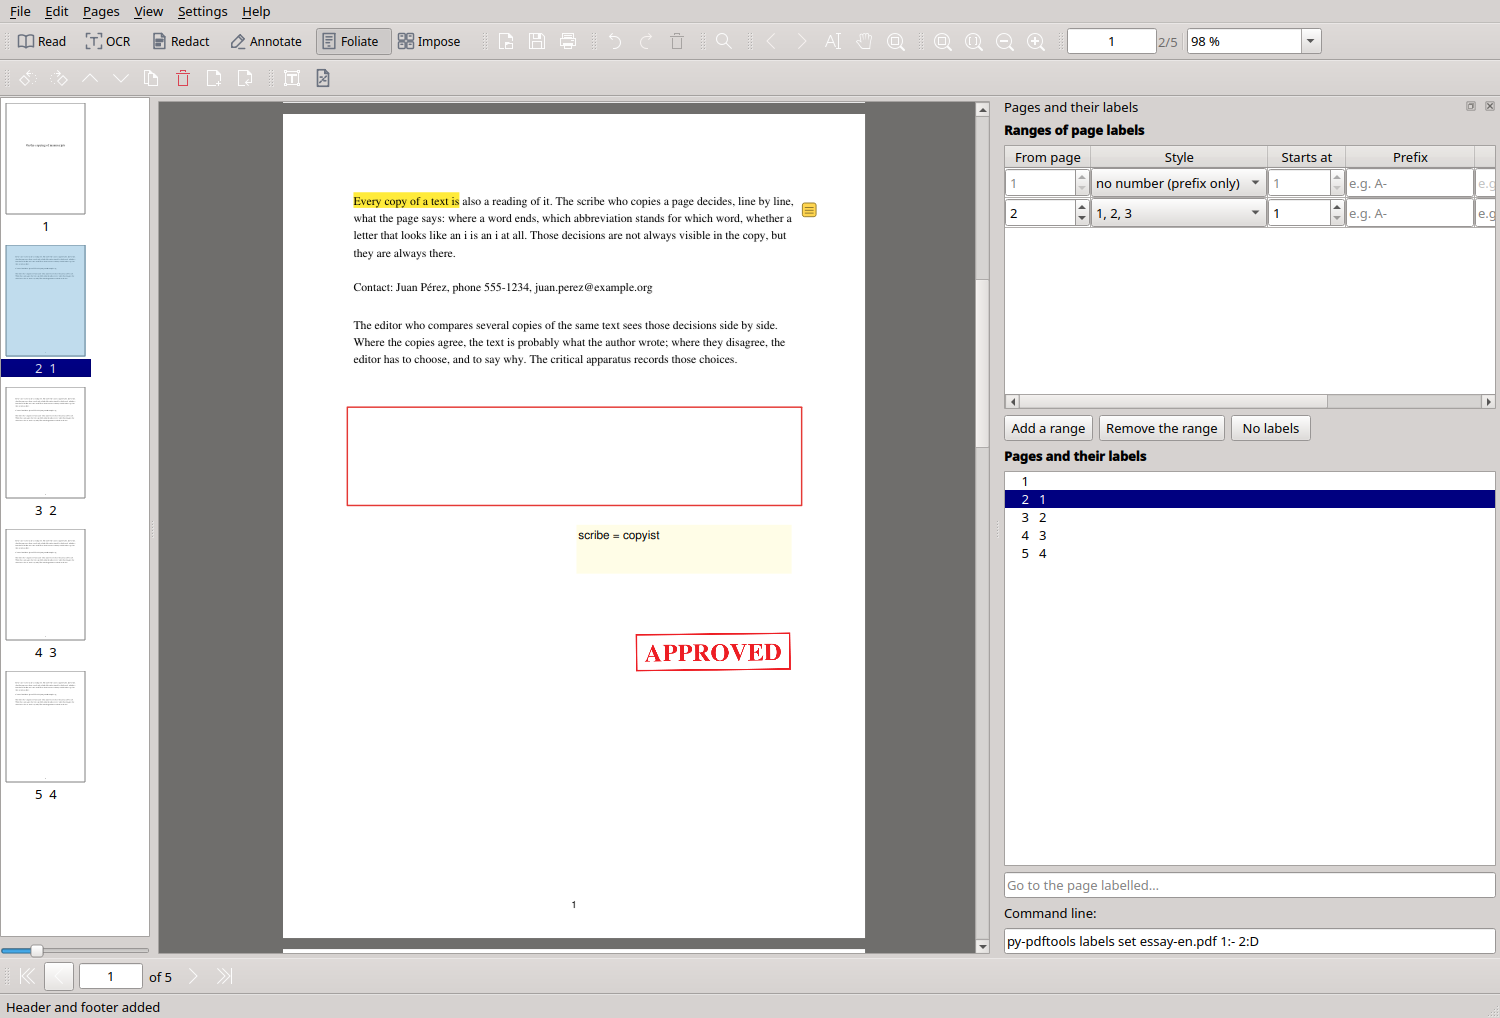 File Edit Pages View Settings Help
Read OCR Redact Annotate Foliate Impose 1 2/5 98 %
1
2 1
3 2
4 3
5 4
Every copy of a text is also a reading of it. The scribe who copies a page decides, line by line,
what the page says: where a word ends, which abbreviation stands for which word, whether a
letter that looks like an i is an i at all. Those decisions are not always visible in the copy, but
they are always there.
Contact: Juan Pérez, phone 555-1234, juan.perez@example.org
The editor who compares several copies of the same text sees those decisions side by side.
Where the copies agree, the text is probably what the author wrote; where they disagree, the
editor has to choose, and to say why. The critical apparatus records those choices.
scribe = copyist
APPROVED
1
Pages and their labels
Ranges of page labels
From page Style Starts at Prefix
1 no number (prefix only) 1 e.g. A- e.g
2 1, 2, 3 1 e.g. A- e.g
Add a range Remove the range No labels
Pages and their labels
1
2 1
3 2
4 3
5 4
Go to the page labelled...
Command line:
py-pdftools labels set essay-en.pdf 1:- 2:D
1 of 5
Header and footer added